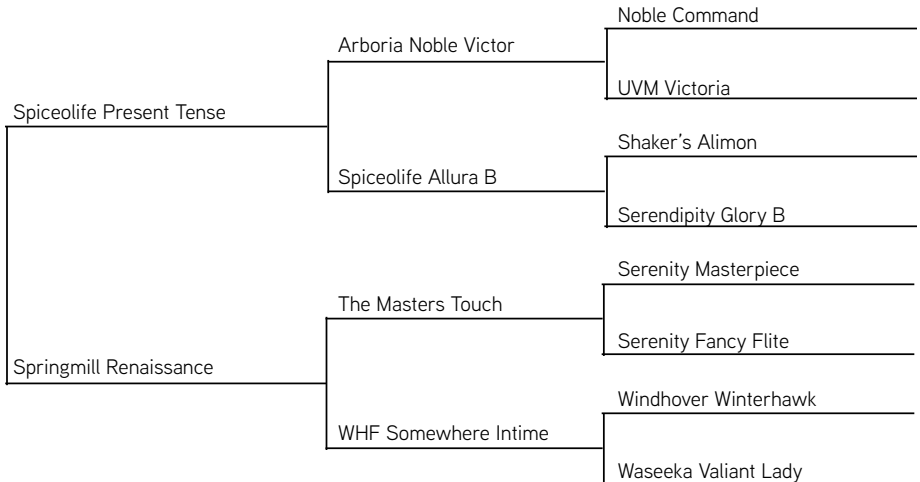 Noble Command
Arboria Noble Victor
UVM Victoria
Spiceolife Present Tense
Shaker's Alimon
Spiceolife Allura B
Serendipity Glory B
Serenity Masterpiece
The Masters Touch
Serenity Fancy Flite
Springmill Renaissance
Windhover Winterhawk
WHF Somewhere Intime
Waseeka Valiant Lady